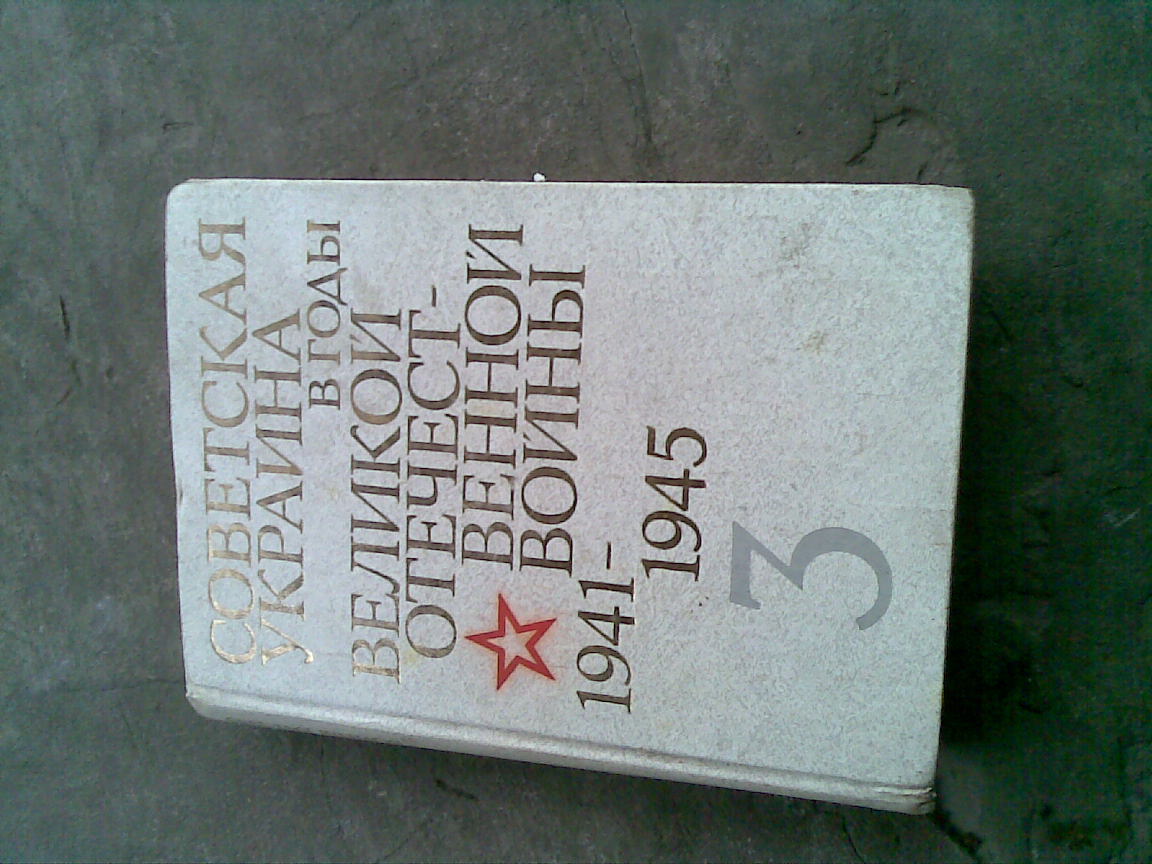 СОВЕТСКАЯ
УКРАИНА
В ГОДЫ
ВЕЛИКОЙ
ОТЕЧЕСТ-
ВЕННОЙ
ВОЙНЫ
1941-
1945
3